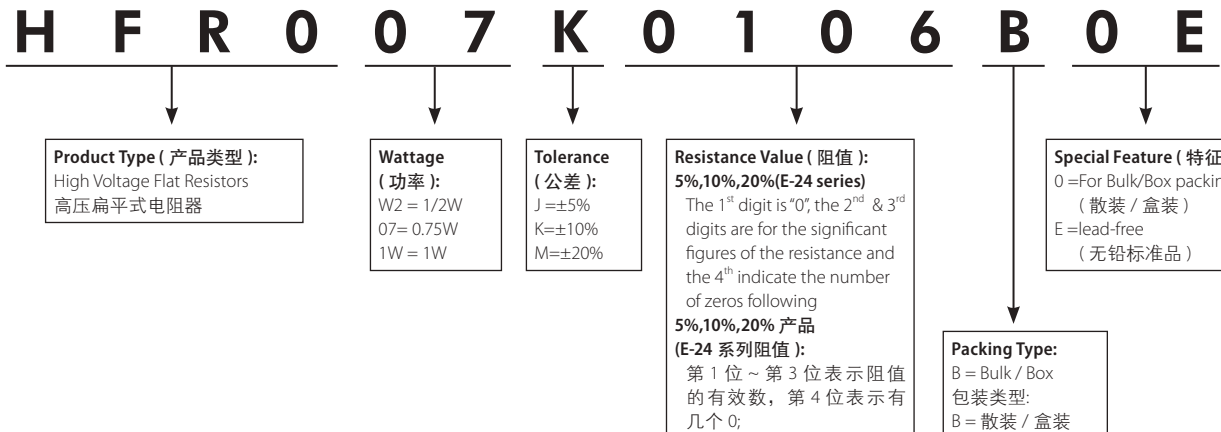 H F R 0 0 7 K 0 1 0 6 B 0 E
Product Type ( 产品类型 ):
High Voltage Flat Resistors
高压扁平式电阻器
Wattage
( 功率 ):
W2 = 1/2W
07= 0.75W
1W = 1W
Tolerance
( 公差 ):
J =±5%
K=±10%
M=±20%
Resistance Value ( 阻值 ):
5%,10%,20%(E-24 series)
The 1st digit is "0", the 2nd & 3rd
digits are for the significant
figures of the resistance and
the 4th indicate the number
of zeros following
5%,10%,20% 产品
(E-24 系列阻值 ):
第 1 位 ~ 第 3 位表示阻值
的有效数，第 4 位表示有
几个 0;
Packing Type:
B = Bulk / Box
包装类型:
B = 散装 / 盒装
Special Feature ( 特征
0 =For Bulk/Box packin
( 散装 / 盒装 )
E =lead-free
( 无铅标准品 )